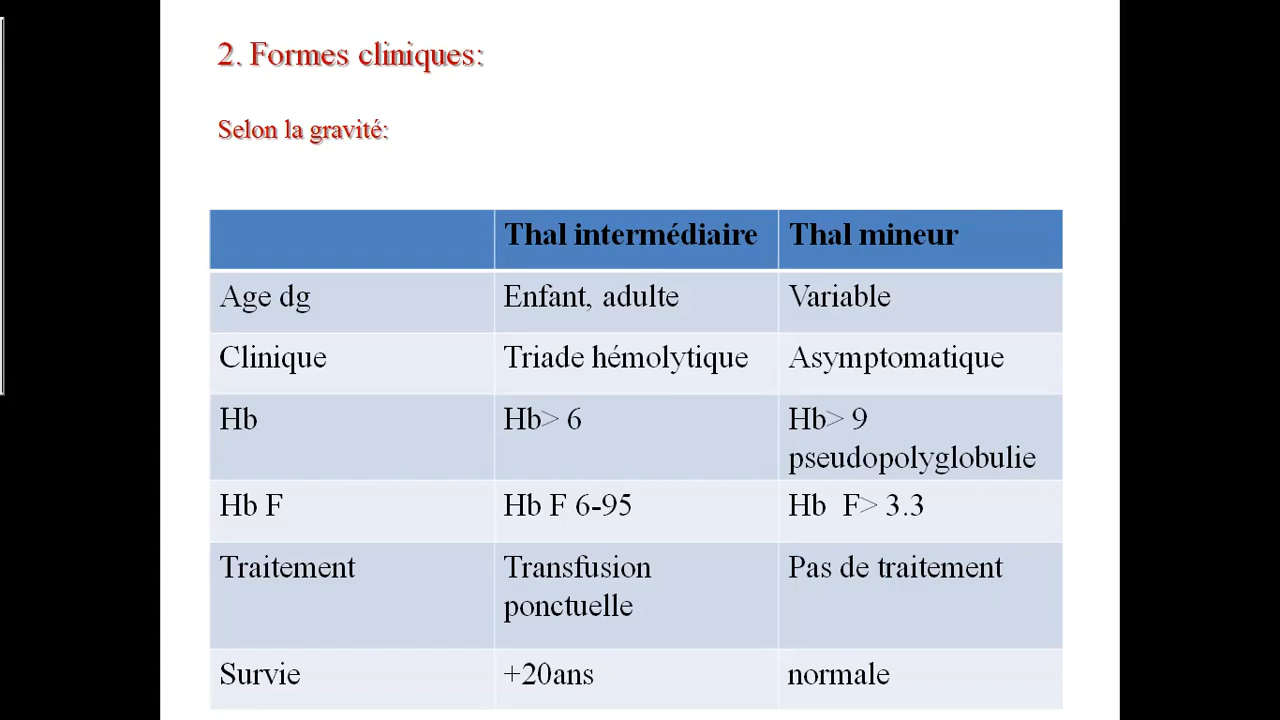 2. Formes cliniques:
Selon la gravité:
Thal intermédiaire Thal mineur
Age dg Enfant, adulte Variable
Clinique Triade hémolytique Asymptomatique
Hb Hb> 6 Hb> 9
pseudopolyglobulie
Hb F Hb F 6-95 Hb F> 3.3
Traitement Transfusion Pas de traitement
ponctuelle
Survie +20ans normale